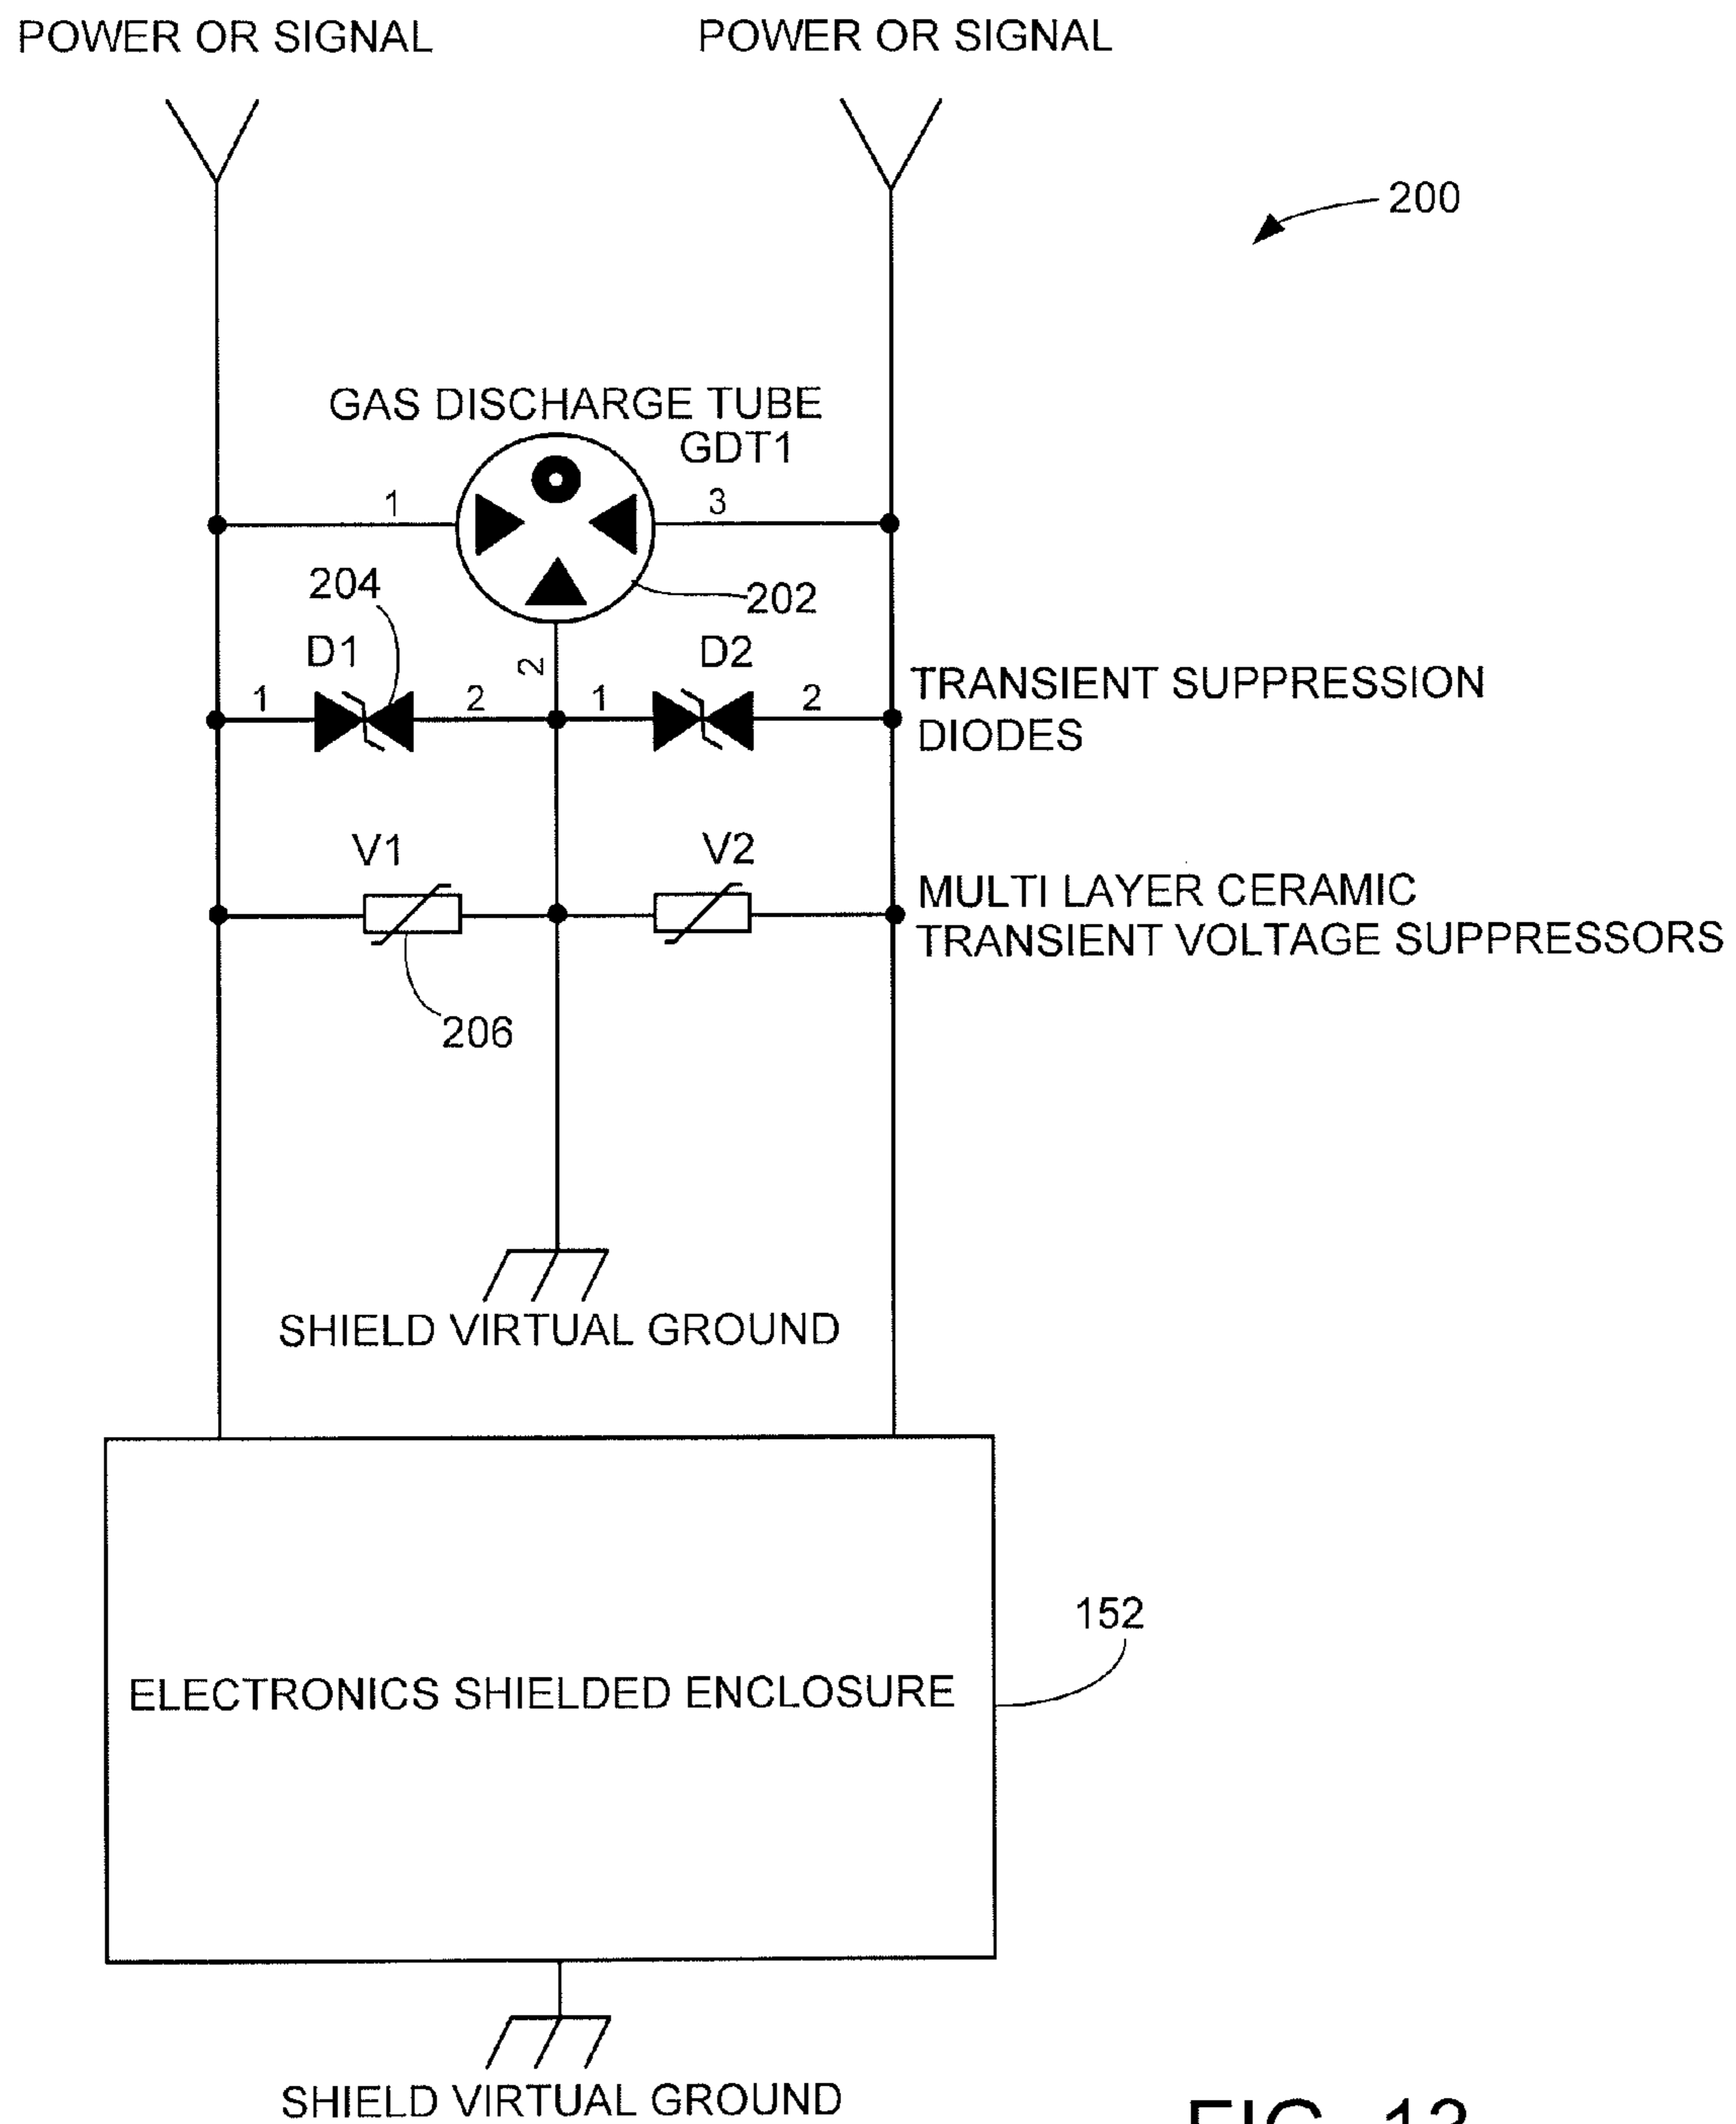 POWER OR SIGNAL
POWER OR SIGNAL
200
GAS DISCHARGE TUBE
GDT1
1
3
204
202
D1
2
D2
1
2
1
2
TRANSIENT SUPPRESSION
DIODES
V1
V2
MULTI LAYER CERAMIC
TRANSIENT VOLTAGE SUPPRESSORS
206
SHIELD VIRTUAL GROUND
152
ELECTRONICS SHIELDED ENCLOSURE
SHIELD VIRTUAL GROUND